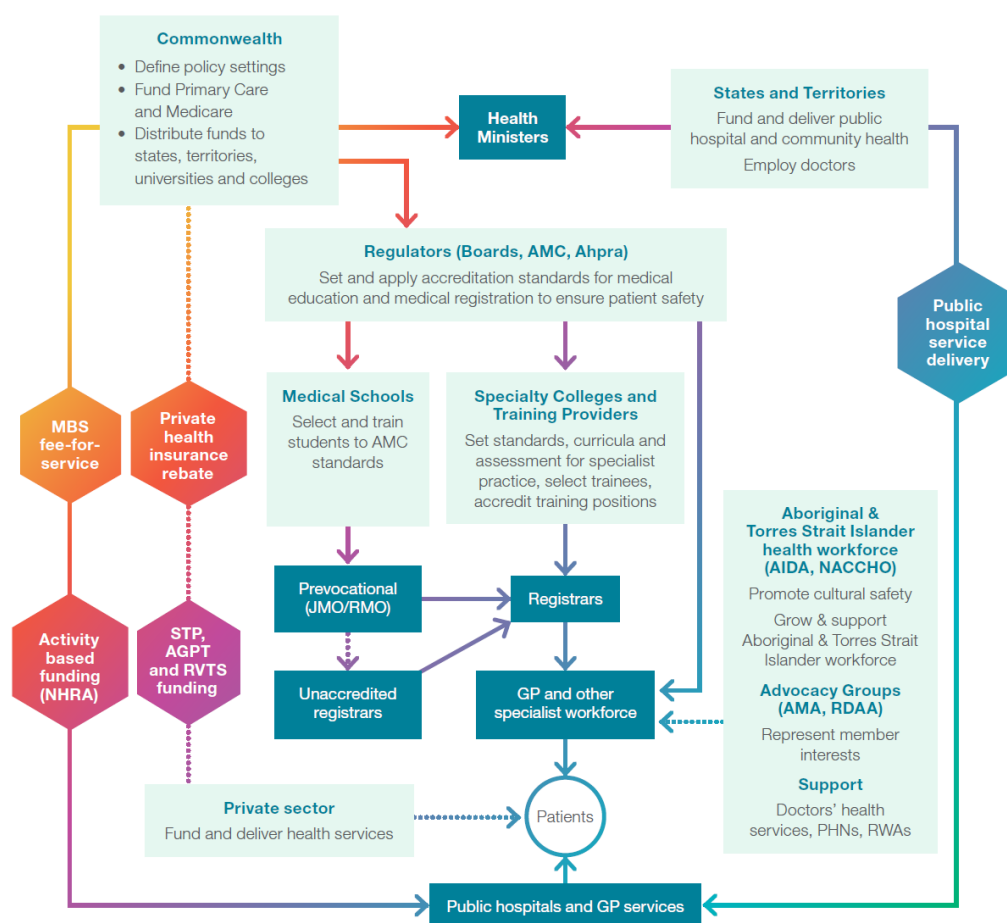 Commonwealth
• Define policy settings
• Fund Primary Care
and Medicare
• Distribute funds to
states, territories,
universities and colleges
Health
Ministers
States and Territories
Fund and deliver public
hospital and community health
Employ doctors
Regulators (Boards, AMC, Ahpra)
Set and apply accreditation standards for medical
education and medical registration to ensure patient safety
Public
hospital
service
delivery
MBS
fee-for-
service
Private
health
insurance
rebate
Medical Schools
Select and train
students to AMC
standards
Specialty Colleges and
Training Providers
Set standards, curricula and
assessment for specialist
practice, select trainees,
accredit training positions
Aboriginal &
Torres Strait Islander
health workforce
(AIDA, NACCHO)
Promote cultural safety
Grow & support
Aboriginal & Torres Strait
Islander workforce
Advocacy Groups
(AMA, RDAA)
Represent member
interests
Support
Doctors' health
services, PHNs, RWAs
Prevocational
(JMO/RMO)
Registrars
Activity
based
funding
(NHRA)
STP,
AGPT
and RVTS
funding
Unaccredited
registrars
GP and other
specialist workforce
Private sector
Fund and deliver health services
Patients
Public hospitals and GP services